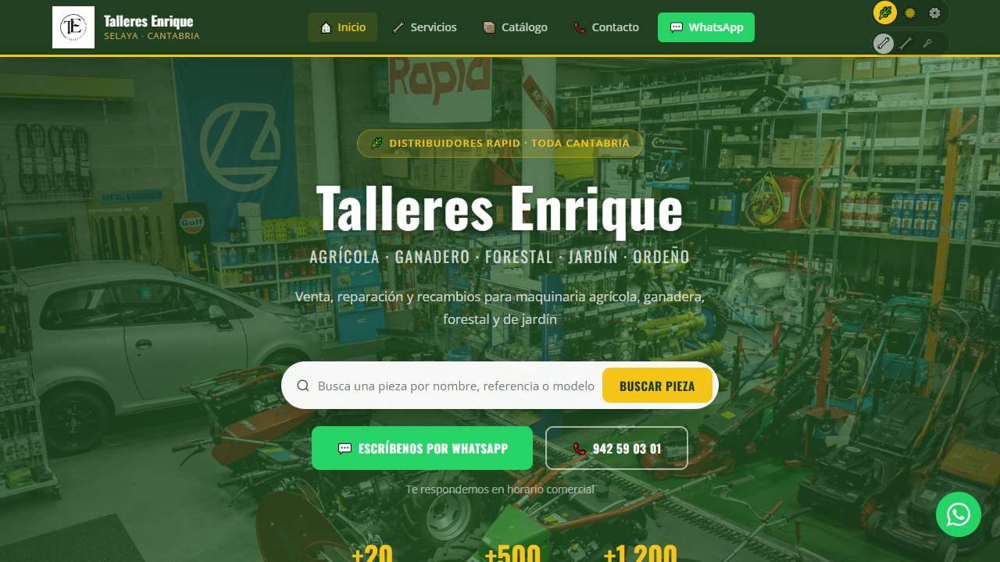 TE
Talleres Enrique
SELAYA · CANTABRIA
Inicio
Servicios
Catálogo
Contacto
WhatsApp
Rapid
DISTRIBUIDORES RAPID · TODA CANTABRIA
Agrihobby
Gulf
Talleres Enrique
AGRÍCOLA · GANADERO · FORESTAL · JARDÍN · ORDEÑO
Venta, reparación y recambios para maquinaria agrícola, ganadera,
forestal y de jardín
Busca una pieza por nombre, referencia o modelo
BUSCAR PIEZA
ESCRÍBENOS POR WHATSAPP
942 59 03 01
Te respondemos en horario comercial
+20
+500
+1.200